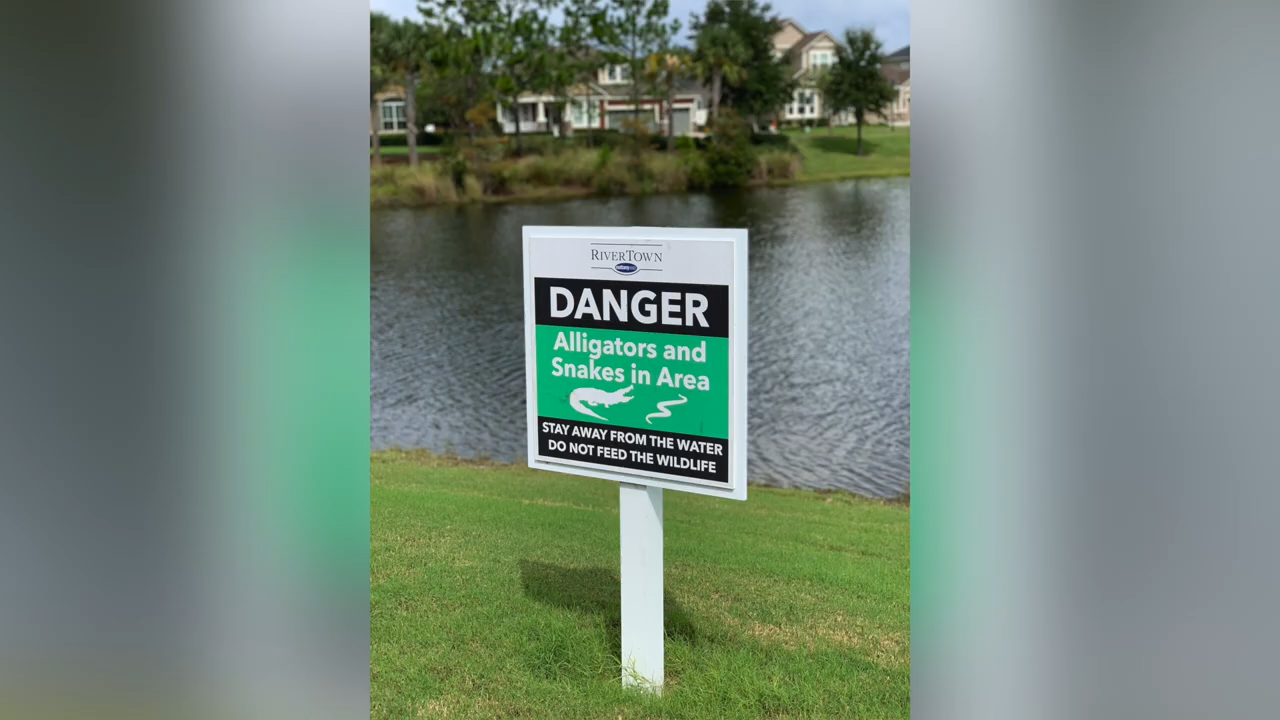 RIVERTOWN
DANGER
Alligators and
Snakes in Area
STAY AWAY FROM THE WATER
DO NOT FEED THE WILDLIFE